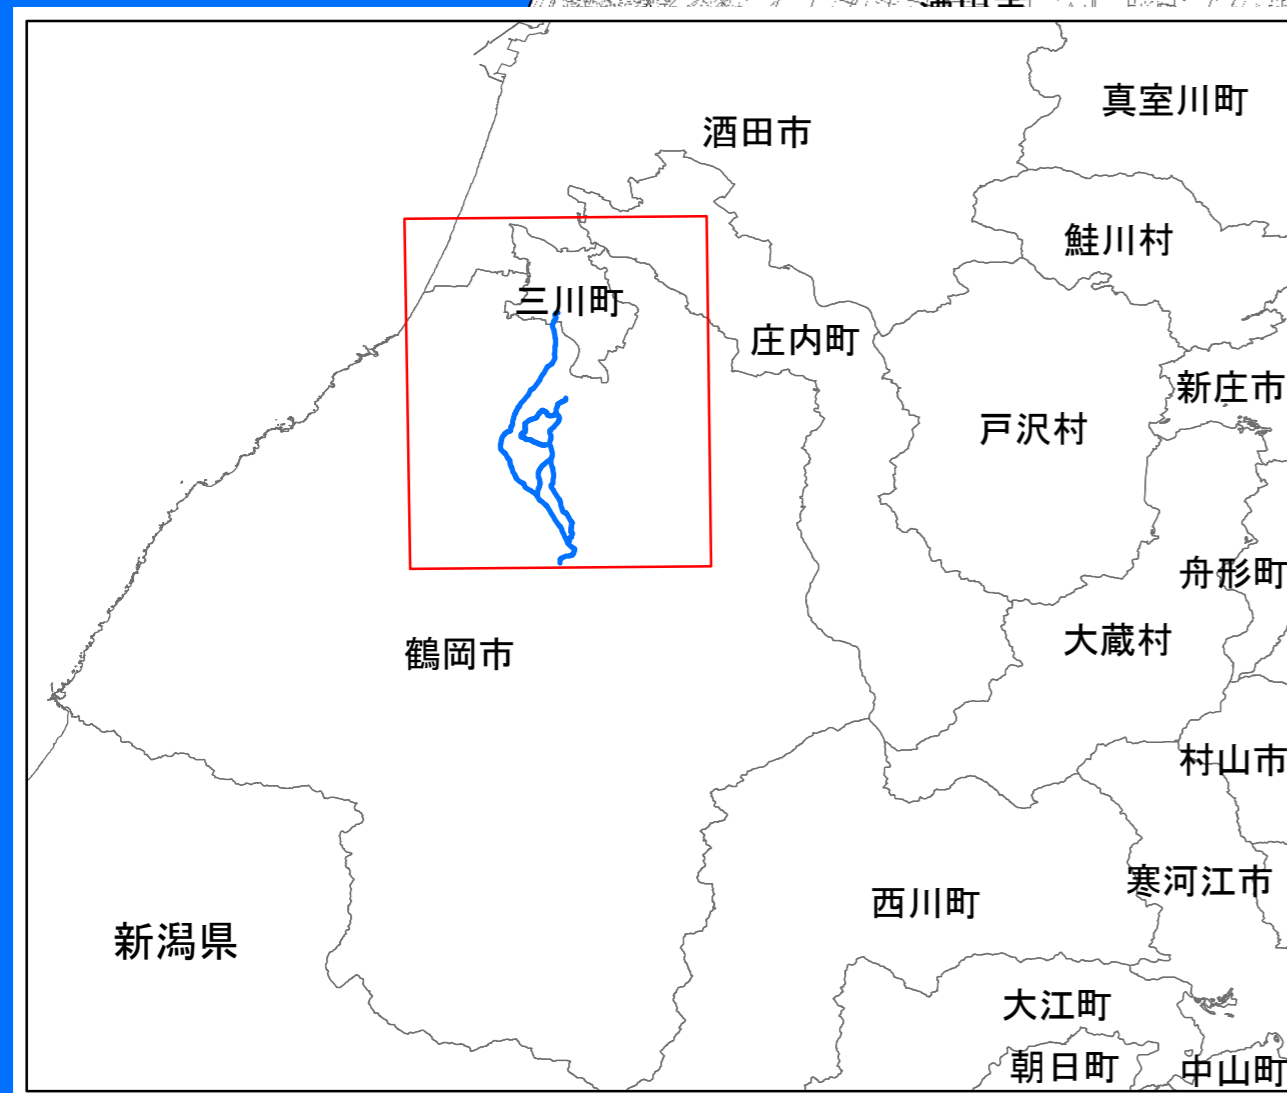 真室川町
酒田市
鮭川村
三川町
庄内町
新庄市
戸沢村
舟形町
大蔵村
鶴岡市
村山市
寒河江市
西川町
新潟県
大江町
朝日町
中山町